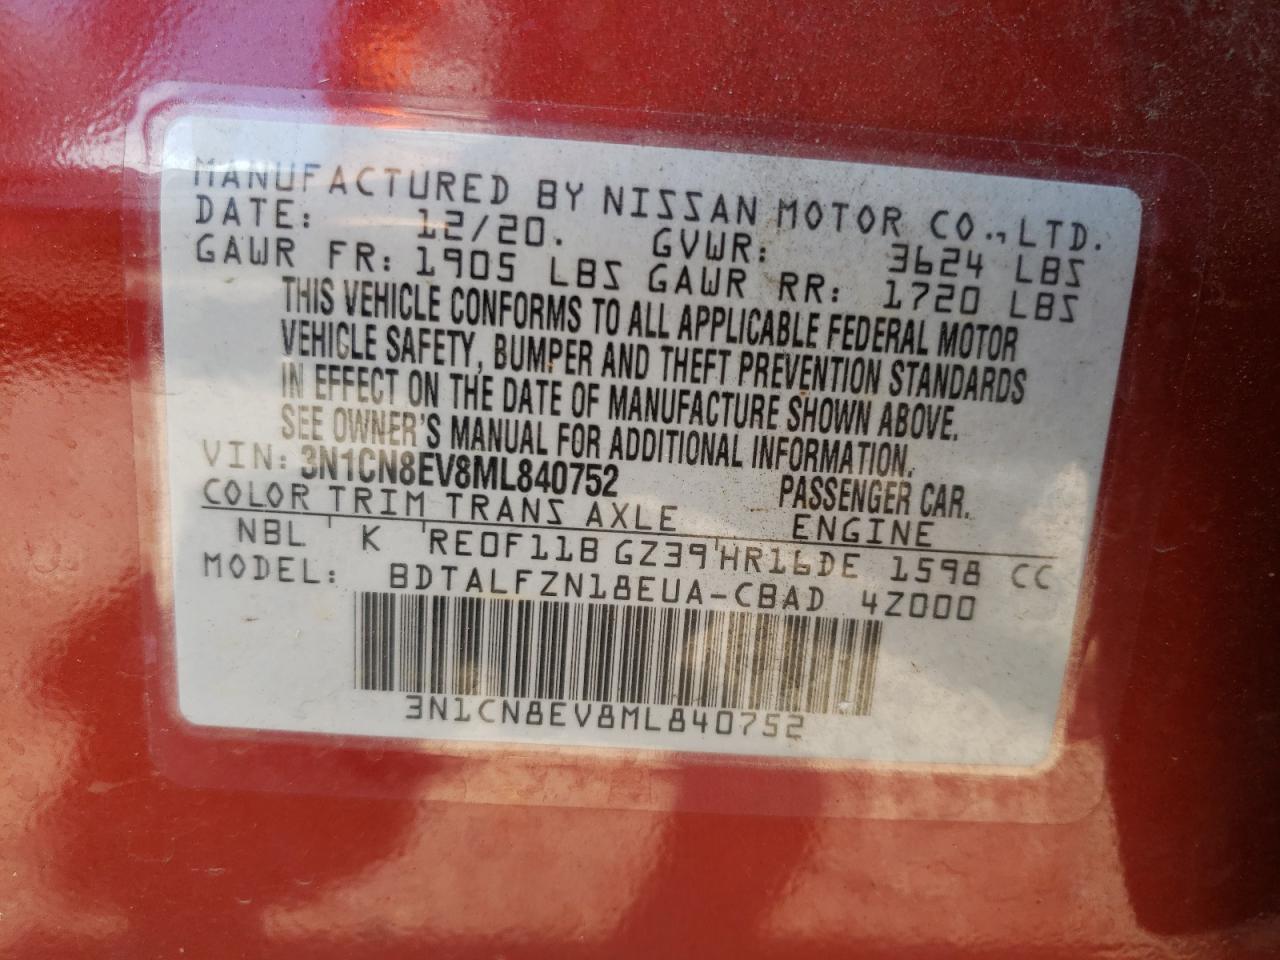 MANUFACTURED BY NISSAN MOTOR CO., LTD.
DATE: 12/20. GVWR: 3624 LBS
GAWR FR: 1905 LBS GAWR RR: 1720 LBS
THIS VEHICLE CONFORMS TO ALL APPLICABLE FEDERAL MOTOR
VEHICLE SAFETY, BUMPER AND THEFT PREVENTION STANDARDS
IN EFFECT ON THE DATE OF MANUFACTURE SHOWN ABOVE.
SEE OWNER'S MANUAL FOR ADDITIONAL INFORMATION.
VIN: 3N1CN8EV8ML840752 PASSENGER CAR.
COLOR TRIM TRANS AXLE ENGINE
NBL K RE0F11B GZ39 HR16DE 1598 CC
MODEL: BDTALFZN18EUA-CBAD 4Z000
3N1CN8EV8ML840752